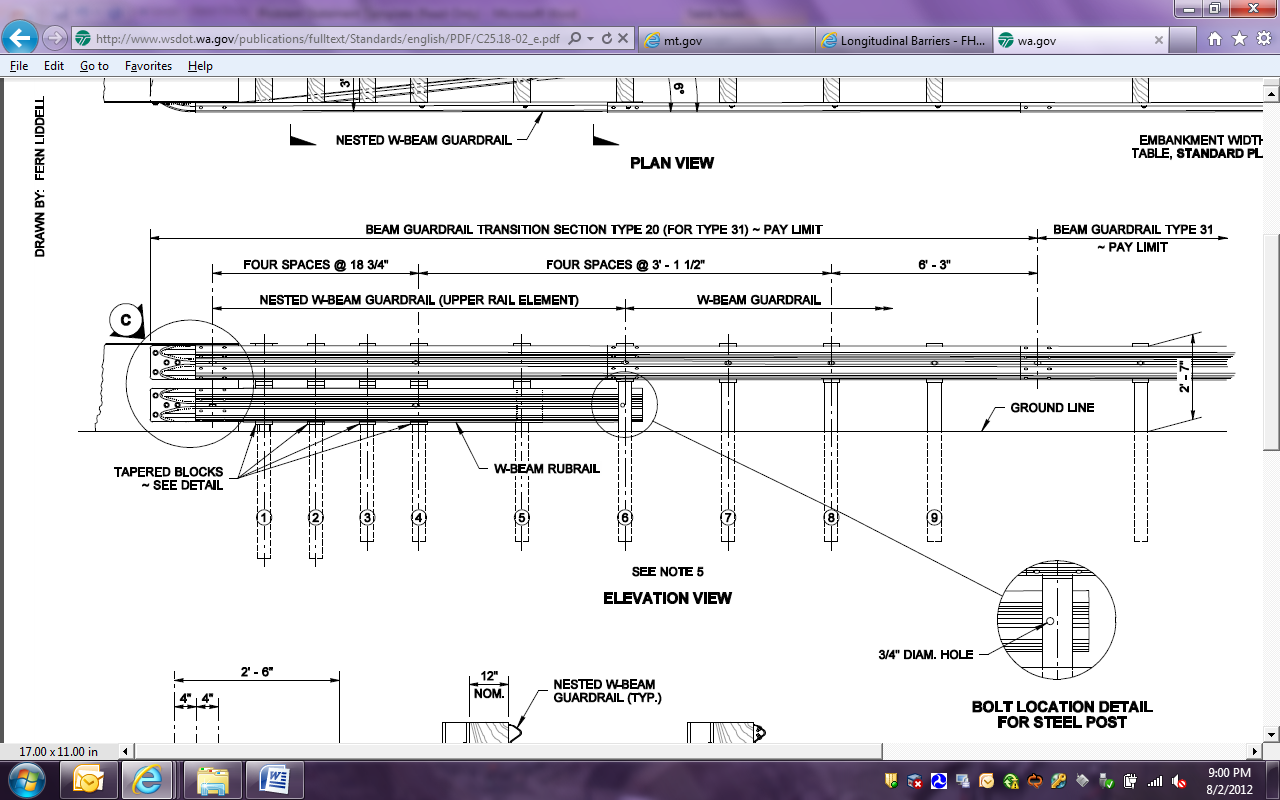 http://www.wsdot.wa.gov/publications/fulltext/Standards/english/PDF/C25.18-02_e.pdf
mt.gov
Longitudinal Barriers - FH...
wa.gov
File Edit Go to Favorites Help
DRAWN BY: FERN LIDDELL
3'
6°
NESTED W-BEAM GUARDRAIL
PLAN VIEW
EMBANKMENT WIDTH
TABLE, STANDARD PL
BEAM GUARDRAIL TRANSITION SECTION TYPE 20 (FOR TYPE 31) ~ PAY LIMIT
BEAM GUARDRAIL TYPE 31
~ PAY LIMIT
FOUR SPACES @ 18 3/4"
FOUR SPACES @ 3' - 1 1/2"
6' - 3"
NESTED W-BEAM GUARDRAIL (UPPER RAIL ELEMENT)
W-BEAM GUARDRAIL
C
2' - 7"
GROUND LINE
TAPERED BLOCKS
~ SEE DETAIL
W-BEAM RUBRAIL
1 2 3 4 5 6 7 8 9
SEE NOTE 5
ELEVATION VIEW
3/4" DIAM. HOLE
BOLT LOCATION DETAIL
FOR STEEL POST
2' - 6"
4" 4"
12"
NOM.
NESTED W-BEAM
GUARDRAIL (TYP.)
17.00 x 11.00 in
9:00 PM
8/2/2012